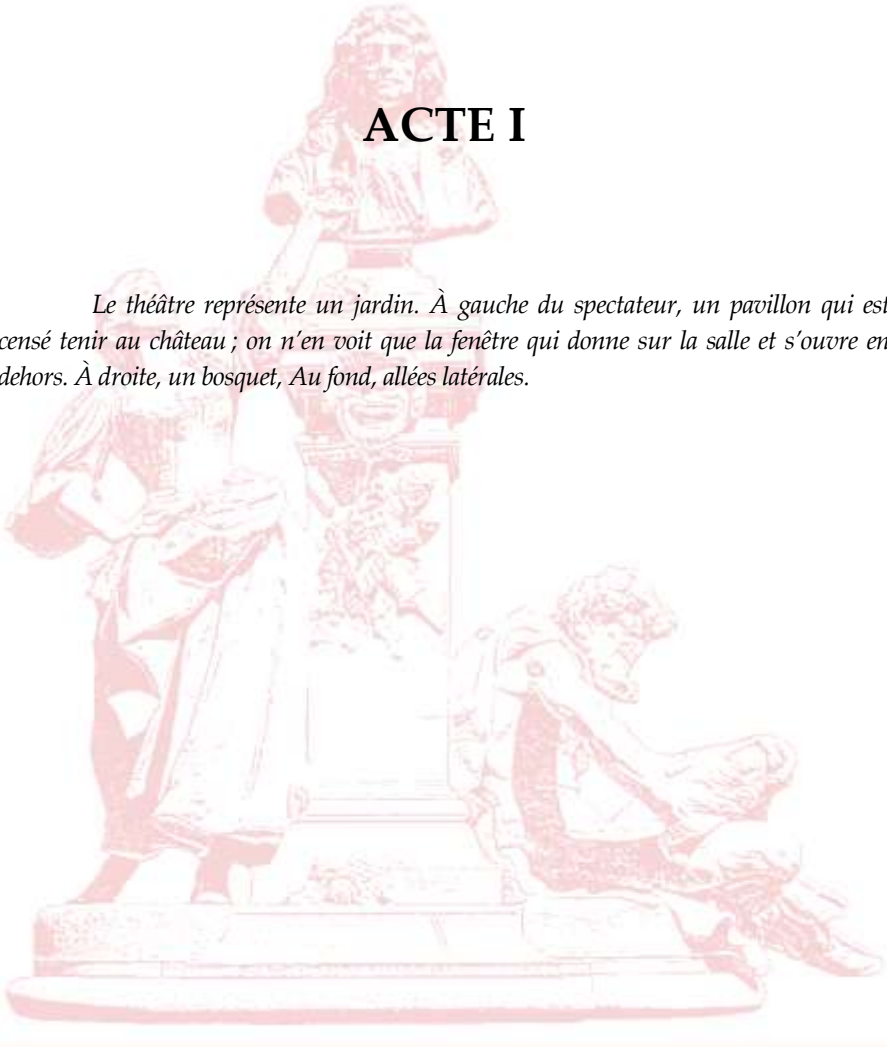 ACTE I
Le théâtre représente un jardin. À gauche du spectateur, un pavillon qui est
censé tenir au château ; on n'en voit que la fenêtre qui donne sur la salle et s'ouvre en
dehors. À droite, un bosquet, Au fond, allées latérales.